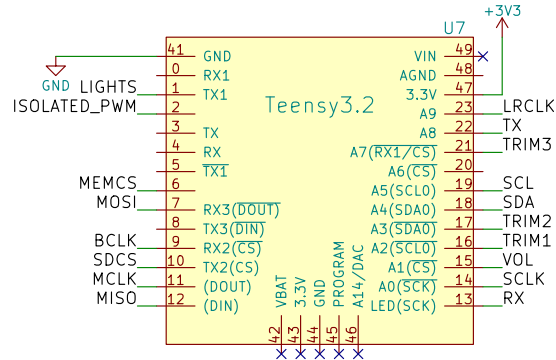 +3V3
U7
41 GND VIN 49
GND 0 RX1 AGND 48
LIGHTS 1 TX1 3.3V 47
ISOLATED_PWM 2 Teensy3.2 A9 23 LRCLK
3 TX A8 22 TX
4 RX A7(RX1/CS) 21 TRIM3
5 TX1 A6(CS) 20
MEMCS 6 A5(SCL0) 19 SCL
MOSI 7 RX3(DOUT) A4(SDA0) 18 SDA
8 TX3(DIN) A3(SDA0) 17 TRIM2
BCLK 9 RX2(CS) A2(SCL0) 16 TRIM1
SDCS 10 TX2(CS) A1(CS) 15 VOL
MCLK 11 (DOUT) A0(SCK) 14 SCLK
MISO 12 (DIN) LED(SCK) 13 RX
VBAT 3.3V GND PROGRAM A14/DAC
42 43 44 45 46